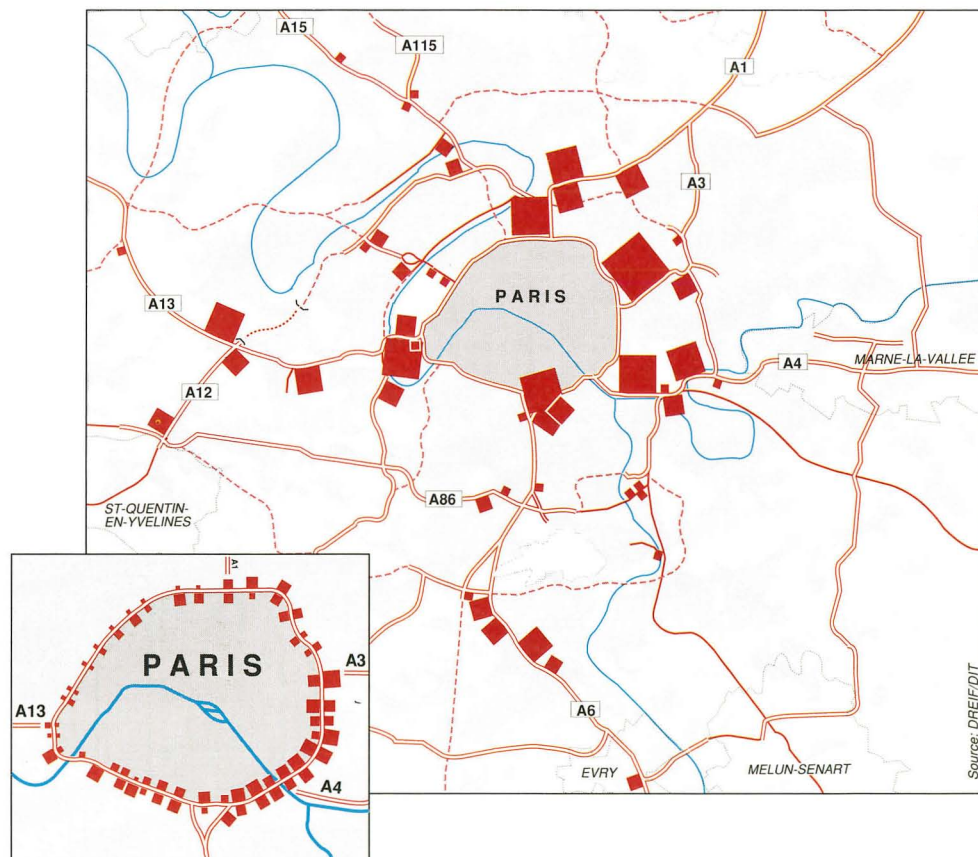 A15
A115
A1
A3
PARIS
A13
MARNE-LA-VALLEE
A4
A12
A86
ST-QUENTIN-
EN-YVELINES
A1
PARIS
A3
A13
A4
A6
EVRY
MELUN-SENART
Source: DREIF/DIT